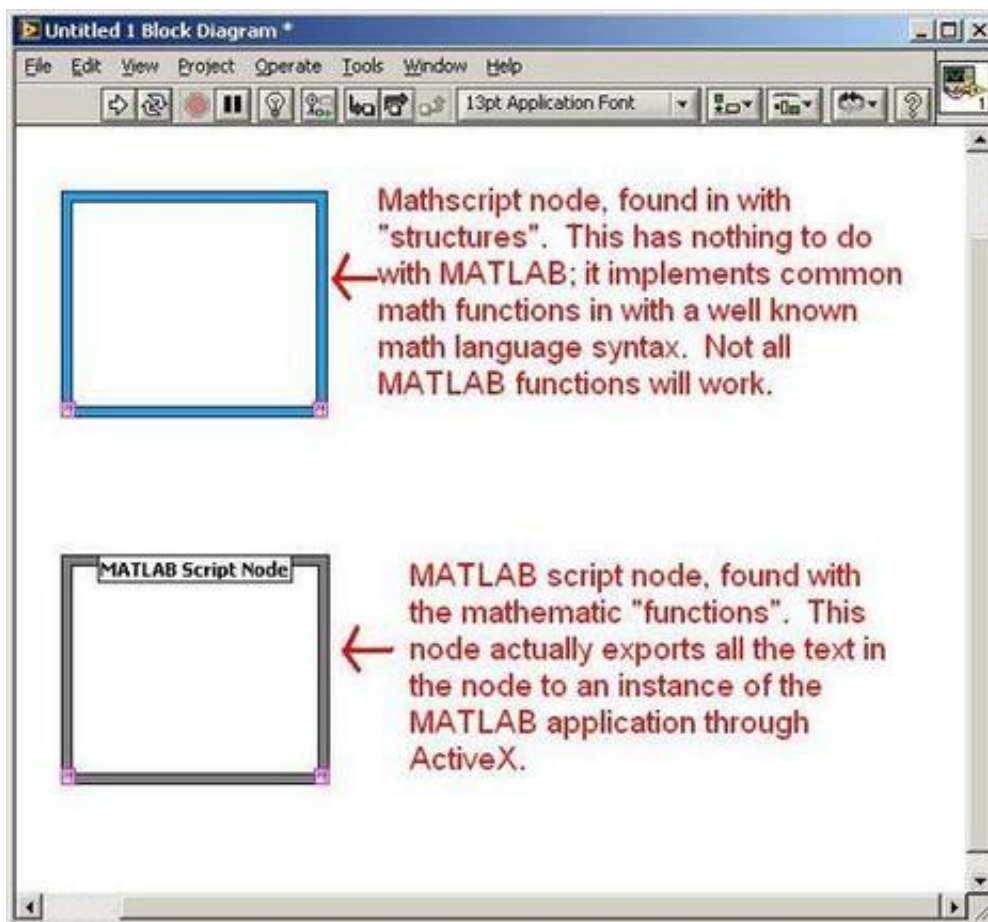 Untitled 1 Block Diagram *
File Edit View Project Operate Tools Window Help
13pt Application Font
1
Mathscript node, found in with
"structures". This has nothing to do
with MATLAB; it implements common
math functions in with a well known
math language syntax. Not all
MATLAB functions will work.
MATLAB Script Node
MATLAB script node, found with
the mathematic "functions". This
node actually exports all the text in
the node to an instance of the
MATLAB application through
ActiveX.